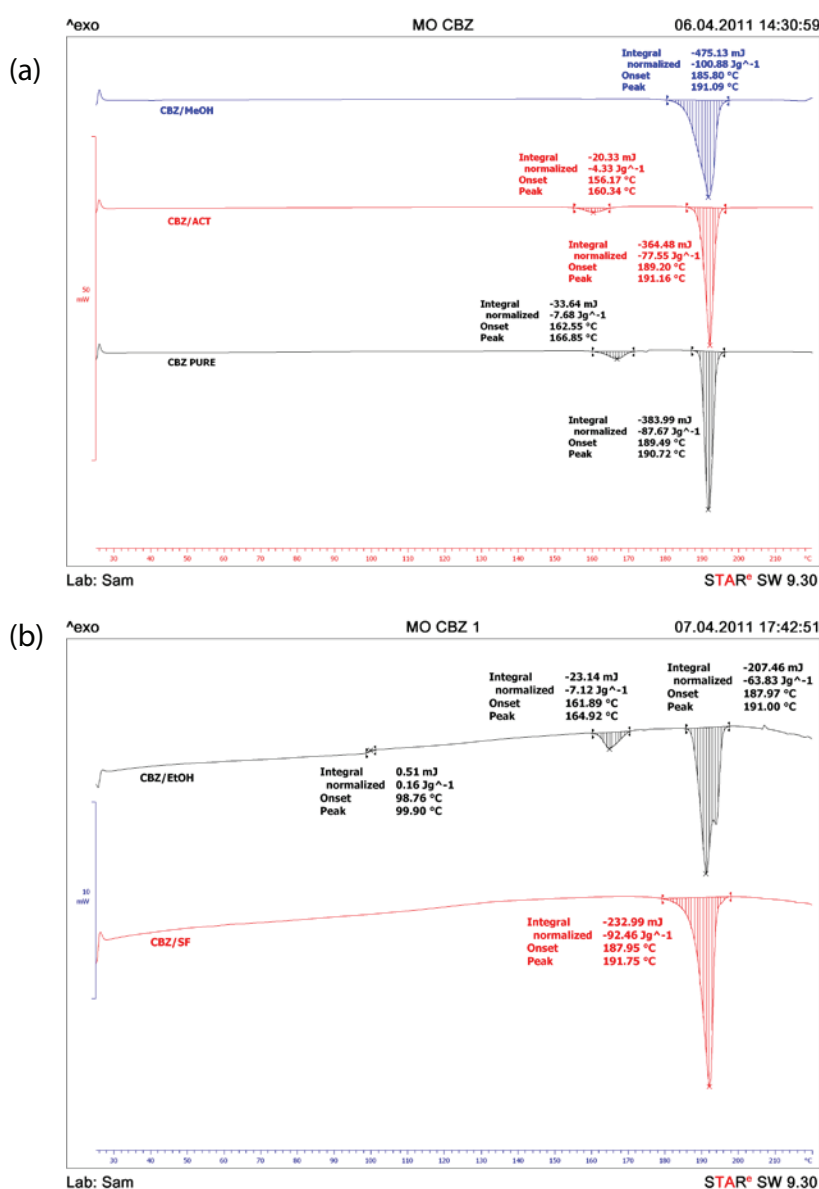 (a)
^exo MO CBZ 06.04.2011 14:30:59
Integral -475.13 mJ
normalized -100.88 Jg^-1
Onset 185.80 °C
Peak 191.09 °C
CBZ/MeOH
Integral -20.33 mJ
normalized -4.33 Jg^-1
Onset 156.17 °C
Peak 160.34 °C
CBZ/ACT
Integral -364.48 mJ
normalized -77.55 Jg^-1
Onset 189.20 °C
Peak 191.16 °C
50
mW
Integral -33.64 mJ
normalized -7.68 Jg^-1
Onset 162.55 °C
Peak 166.85 °C
CBZ PURE
Integral -383.99 mJ
normalized -87.67 Jg^-1
Onset 189.49 °C
Peak 190.72 °C
30 40 50 60 70 80 90 100 110 120 130 140 150 160 170 180 190 200 210 °C
Lab: Sam STARe SW 9.30
(b)
^exo MO CBZ 1 07.04.2011 17:42:51
Integral -207.46 mJ
normalized -63.83 Jg^-1
Onset 187.97 °C
Peak 191.00 °C
Integral -23.14 mJ
normalized -7.12 Jg^-1
Onset 161.89 °C
Peak 164.92 °C
CBZ/EtOH
Integral 0.51 mJ
normalized 0.16 Jg^-1
Onset 98.76 °C
Peak 99.90 °C
10
mW
Integral -232.99 mJ
normalized -92.46 Jg^-1
Onset 187.95 °C
Peak 191.75 °C
CBZ/SF
30 40 50 60 70 80 90 100 110 120 130 140 150 160 170 180 190 200 210 °C
Lab: Sam STARe SW 9.30